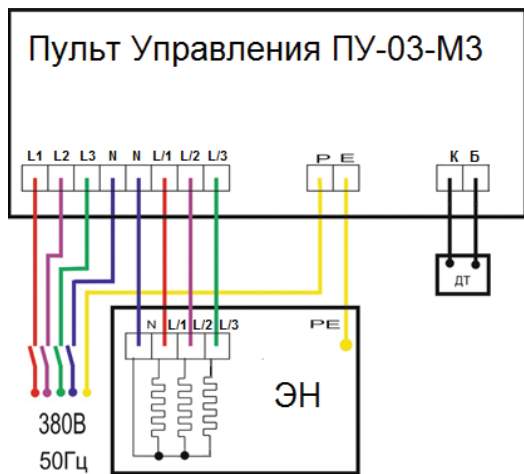 Пульт Управления ПУ-03-М3
L1 L2 L3 N N L/1 L/2 L/3 P E К Б
ДТ
N L/1 L/2 L/3 PE
ЭН
380В
50Гц